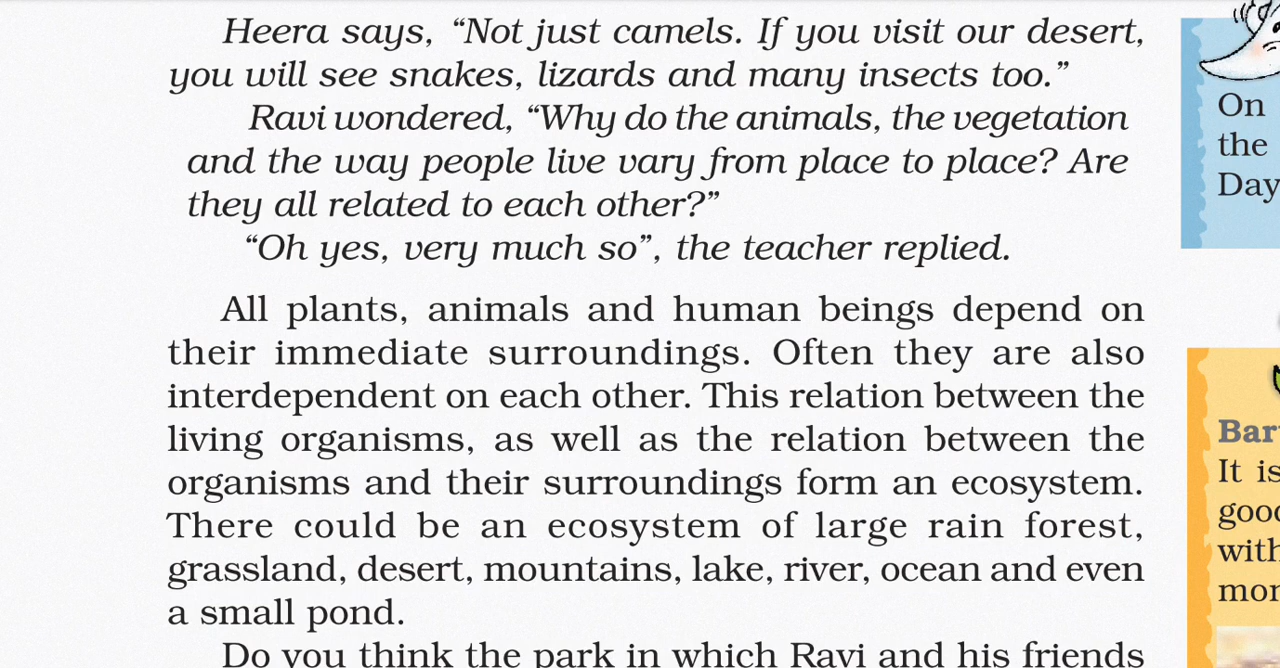 Heera says, “Not just camels. If you visit our desert,
you will see snakes, lizards and many insects too.”
Ravi wondered, “Why do the animals, the vegetation
and the way people live vary from place to place? Are
they all related to each other?”
“Oh yes, very much so”, the teacher replied.
All plants, animals and human beings depend on
their immediate surroundings. Often they are also
interdependent on each other. This relation between the
living organisms, as well as the relation between the
organisms and their surroundings form an ecosystem.
There could be an ecosystem of large rain forest,
grassland, desert, mountains, lake, river, ocean and even
a small pond.
Do you think the park in which Ravi and his friends
On
the
Day
It is
with